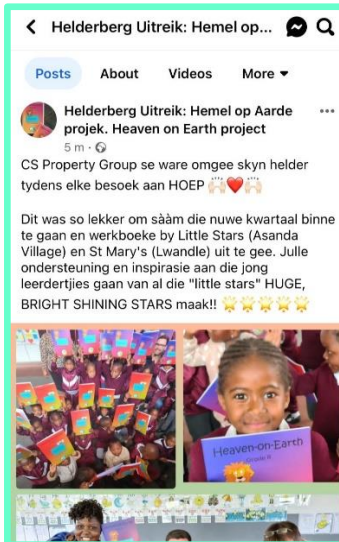 Helderberg Uitreik: Hemel op...
Posts About Videos More
Helderberg Uitreik: Hemel op Aarde
projek. Heaven on Earth project
5 m ·
CS Property Group se ware omgee skyn helder
tydens elke besoek aan HOEP 🙌🏻❤️🙌🏻
Dit was so lekker om sààm die nuwe kwartaal binne
te gaan en werkboeke by Little Stars (Asanda
Village) en St Mary's (Lwandle) uit te gee. Julle
ondersteuning en inspirasie aan die jong
leerdertjies gaan van al die "little stars" HUGE,
BRIGHT SHINING STARS maak!! 🌟🌟🌟🌟🌟
Heaven-on-Earth
Grade R